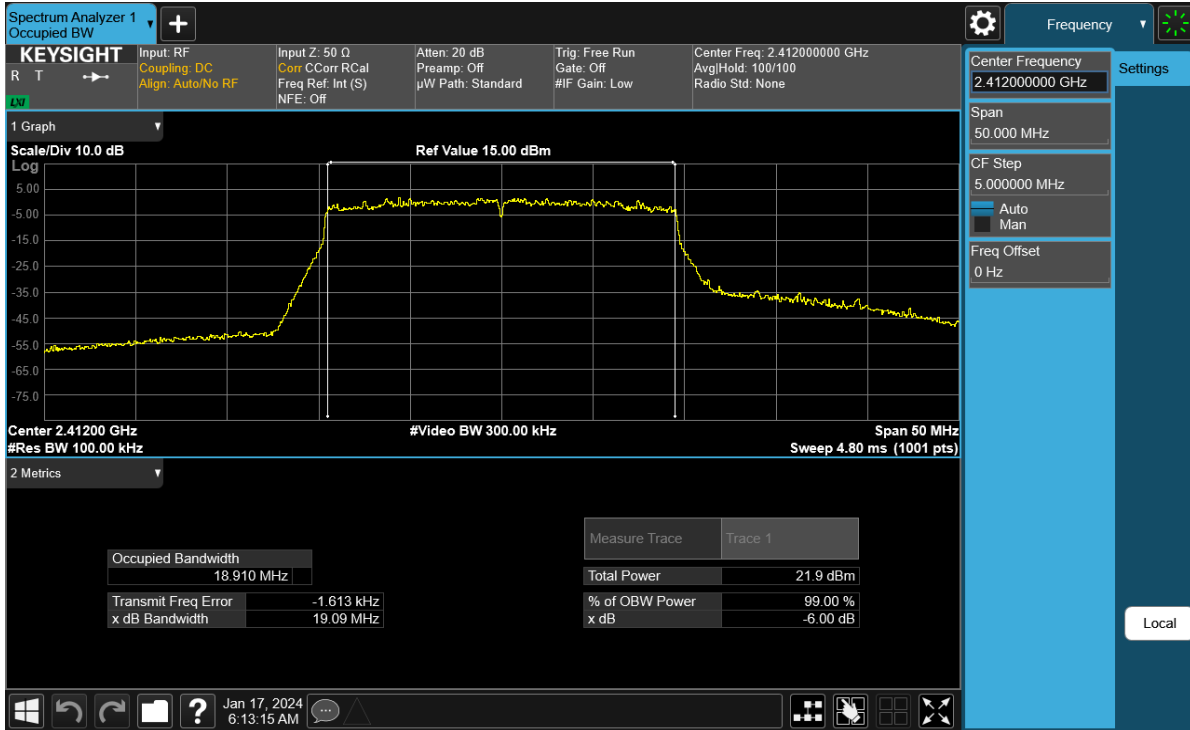 Spectrum Analyzer 1
Occupied BW
Frequency
KEYSIGHT
R T
LXI
Input: RF
Coupling: DC
Align: Auto/No RF
Input Z: 50 Ω
Corr CCorr RCal
Freq Ref: Int (S)
NFE: Off
Atten: 20 dB
Preamp: Off
µW Path: Standard
Trig: Free Run
Gate: Off
#IF Gain: Low
Center Freq: 2.412000000 GHz
Avg|Hold: 100/100
Radio Std: None
Center Frequency
2.412000000 GHz
Settings
Span
50.000 MHz
CF Step
5.000000 MHz
Auto
Man
Freq Offset
0 Hz
1 Graph
Scale/Div 10.0 dB
Ref Value 15.00 dBm
Log
5.00
-5.00
-15.0
-25.0
-35.0
-45.0
-55.0
-65.0
-75.0
Center 2.41200 GHz
#Video BW 300.00 kHz
Span 50 MHz
#Res BW 100.00 kHz
Sweep 4.80 ms (1001 pts)
2 Metrics
Measure Trace
Trace 1
Occupied Bandwidth
18.910 MHz
Total Power
21.9 dBm
Transmit Freq Error
-1.613 kHz
% of OBW Power
99.00 %
x dB Bandwidth
19.09 MHz
x dB
-6.00 dB
Local
?
Jan 17, 2024
6:13:15 AM